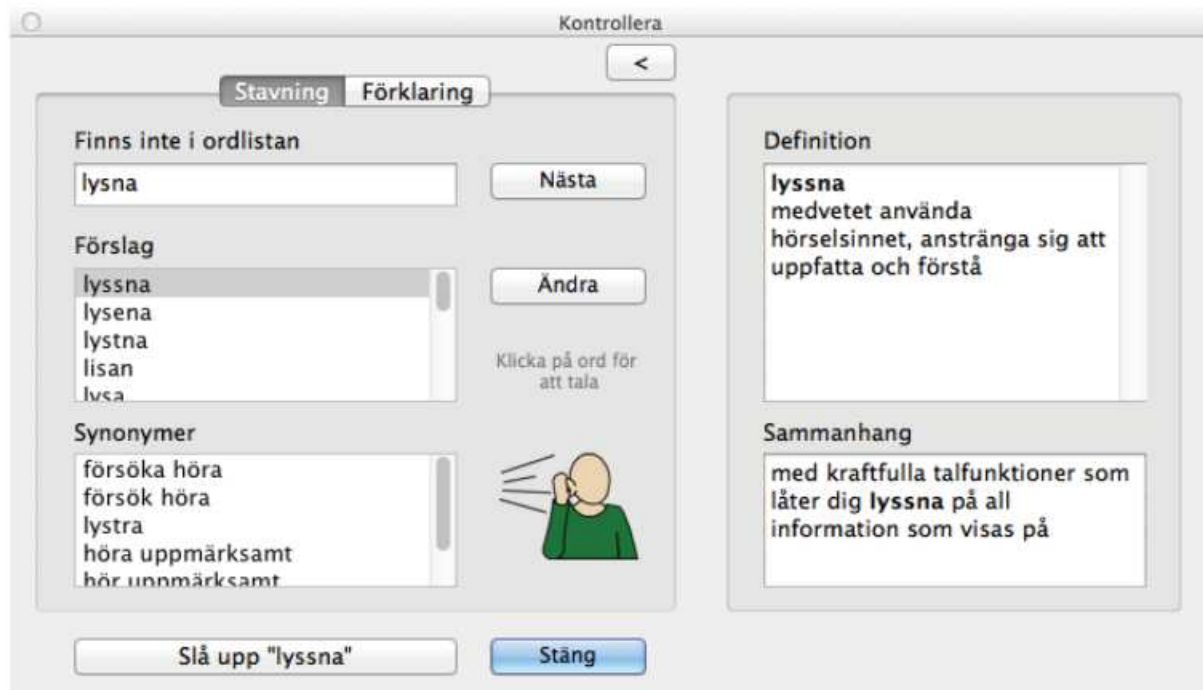 Kontrollera
<
Stavning Förklaring
Finns inte i ordlistan
lysna
Nästa
Förslag
lyssna
lysena
lystna
lisan
lysa
Ändra
Klicka på ord för
att tala
Synonymer
försöka höra
försök höra
lystra
höra uppmärksamt
hör uppmärksamt
Slå upp "lyssna"
Stäng
Definition
lyssna
medvetet använda
hörselsinnet, anstränga sig att
uppfatta och förstå
Sammanhang
med kraftfulla talfunktioner som
låter dig lyssna på all
information som visas på